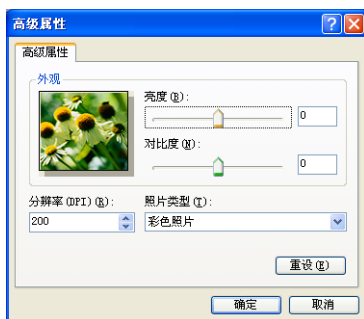 高级属性
高级属性
外观
亮度(B):
0
对比度(N):
0
分辨率(DPI)(R): 照片类型(T):
200 彩色照片
重设(E)
确定 取消